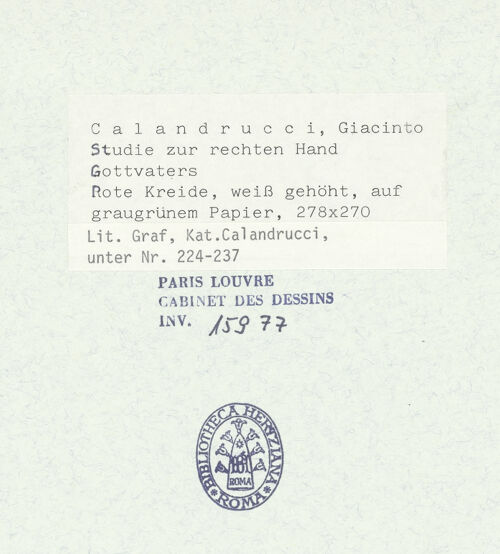 Calandrucci, Giacinto
Studie zur rechten Hand
Gottvaters
Rote Kreide, weiß gehöht, auf
graugrünem Papier, 278x270
Lit. Graf, Kat.Calandrucci,
unter Nr. 224-237
PARIS LOUVRE
CABINET DES DESSINS
INV. 15977
BIBLIOTHECA HERTZIANA
ROMA
ROMA